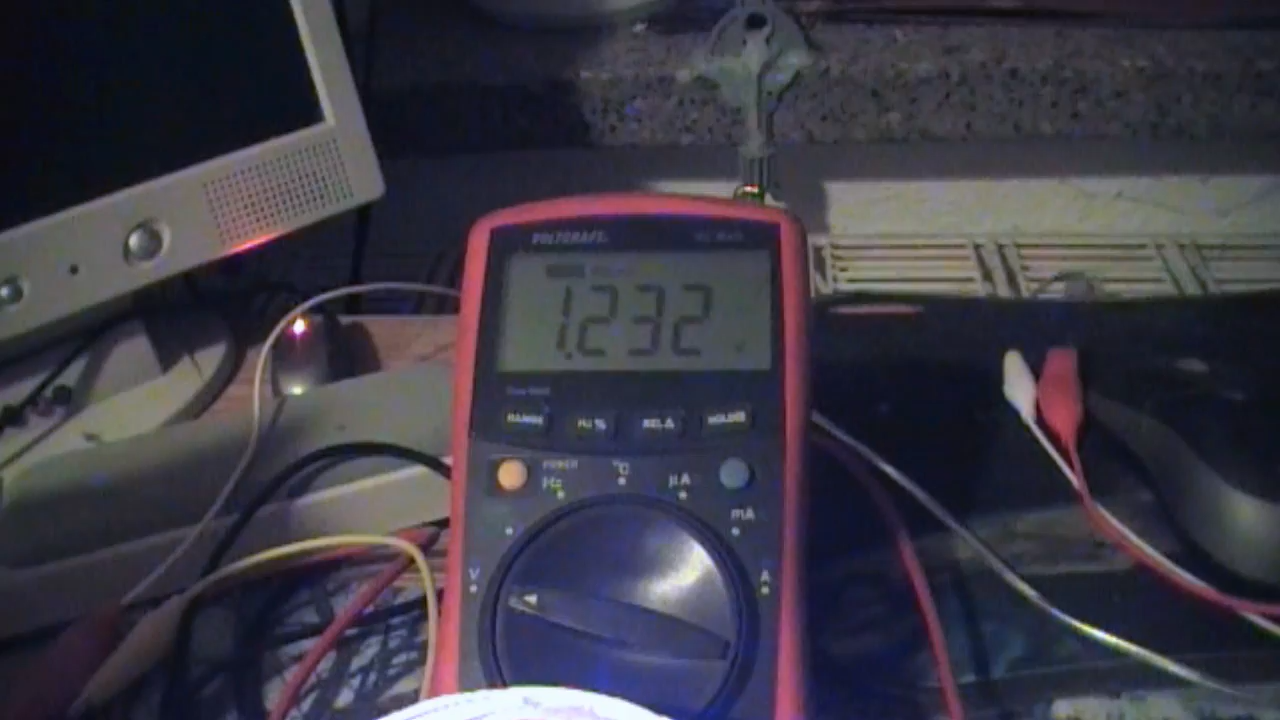 VOLTCRAFT.
1.232
RANGE Hz % REL Δ HOLD
POWER
Hz °C µA
mA
V A